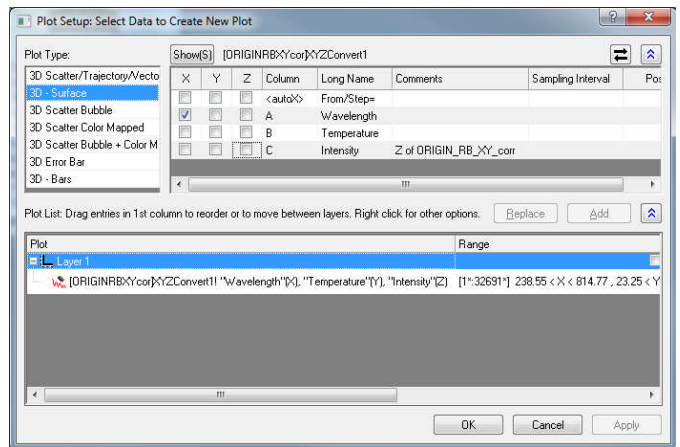 Plot Setup: Select Data to Create New Plot
Plot Type:
Show[S] [ORIGINRBXYcor]XYZConvert1
3D Scatter/Trajectory/Vecto
3D - Surface
3D Scatter Bubble
3D Scatter Color Mapped
3D Scatter Bubble + Color M
3D Error Bar
3D - Bars
X Y Z Column Long Name Comments Sampling Interval Pos
<autoX> From/Step=
A Wavelength
B Temperature
C Intensity Z of ORIGIN_RB_XY_corr
Plot List: Drag entries in 1st column to reorder or to move between layers. Right click for other options. Replace Add
Plot Range
Layer 1
[ORIGINRBXYcor]XYZConvert1! "Wavelength"(X), "Temperature"(Y), "Intensity"(Z) [1*:32691*] 238.55 < X < 814.77 , 23.25 < Y
OK Cancel Apply